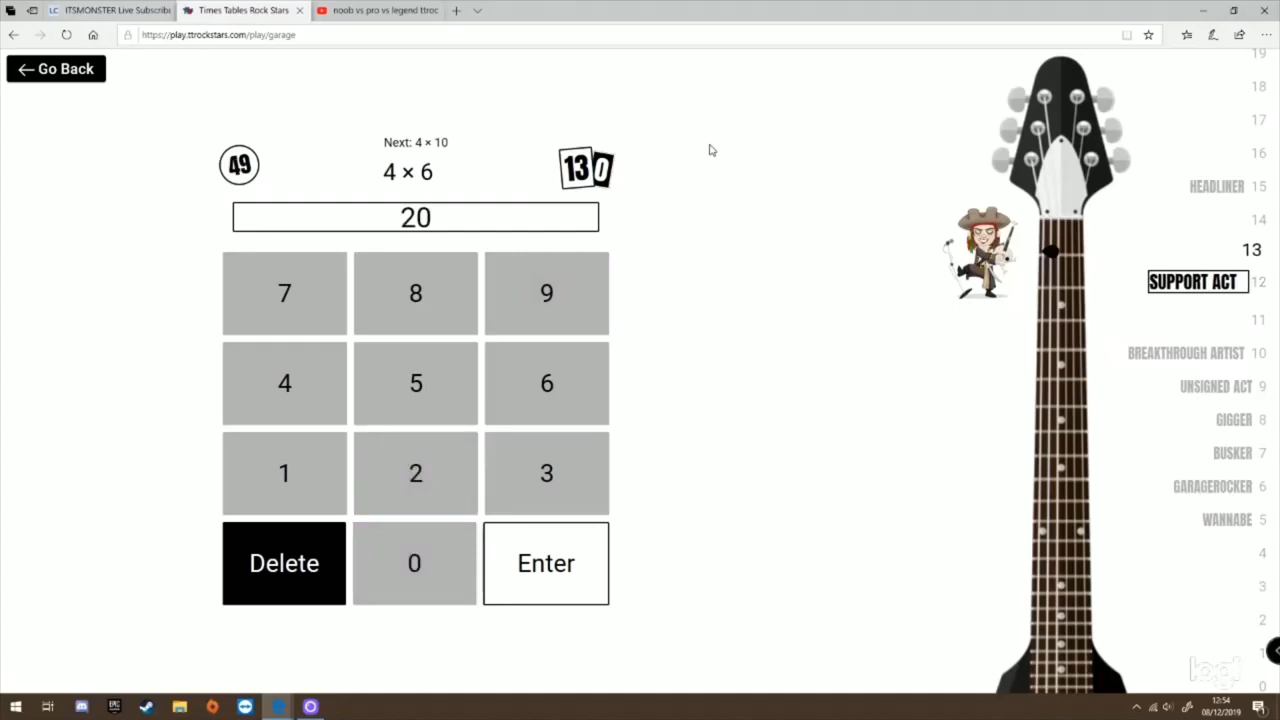 ITSMONSTER Live Subscrib
Times Tables Rock Stars
noob vs pro vs legend ttroc
https://play.ttrockstars.com/play/garage
Go Back
49
Next: 4 × 10
4 × 6
13 0
20
7 8 9
4 5 6
1 2 3
Delete 0 Enter
19
18
17
16
HEADLINER 15
14
13
SUPPORT ACT 12
11
BREAKTHROUGH ARTIST 10
UNSIGNED ACT 9
GIGGER 8
BUSKER 7
GARAGEROCKER 6
WANNABE 5
4
3
2
1
0
logi
12:54
08/12/2019